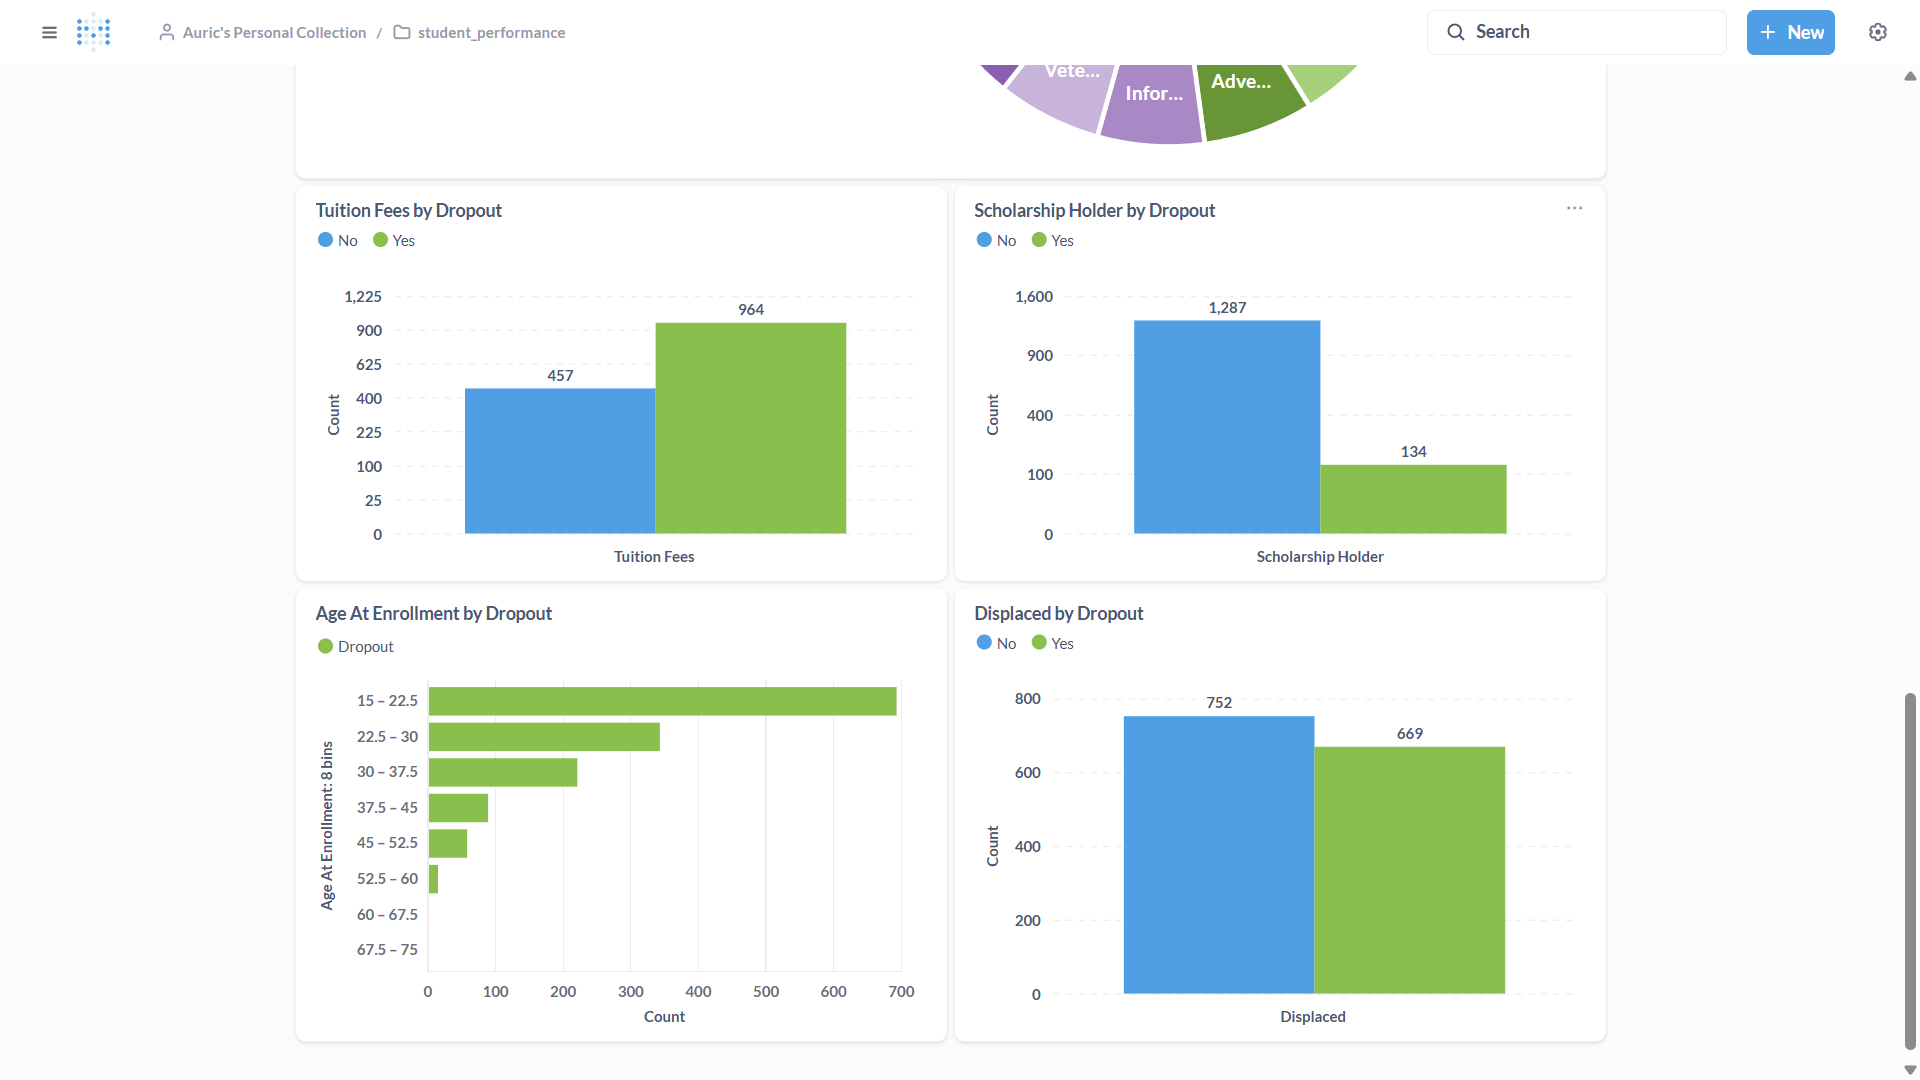 Auric's Personal Collection / student_performance
Search
New
Vete...
Infor...
Adve...
Tuition Fees by Dropout
No Yes
1,225
900
625
400
225
100
25
0
Count
457
964
Tuition Fees
Scholarship Holder by Dropout
No Yes
1,600
900
400
100
0
Count
1,287
134
Scholarship Holder
Age At Enrollment by Dropout
Dropout
Age At Enrollment: 8 bins
15 – 22.5
22.5 – 30
30 – 37.5
37.5 – 45
45 – 52.5
52.5 – 60
60 – 67.5
67.5 – 75
0 100 200 300 400 500 600 700
Count
Displaced by Dropout
No Yes
800
600
400
200
0
Count
752
669
Displaced